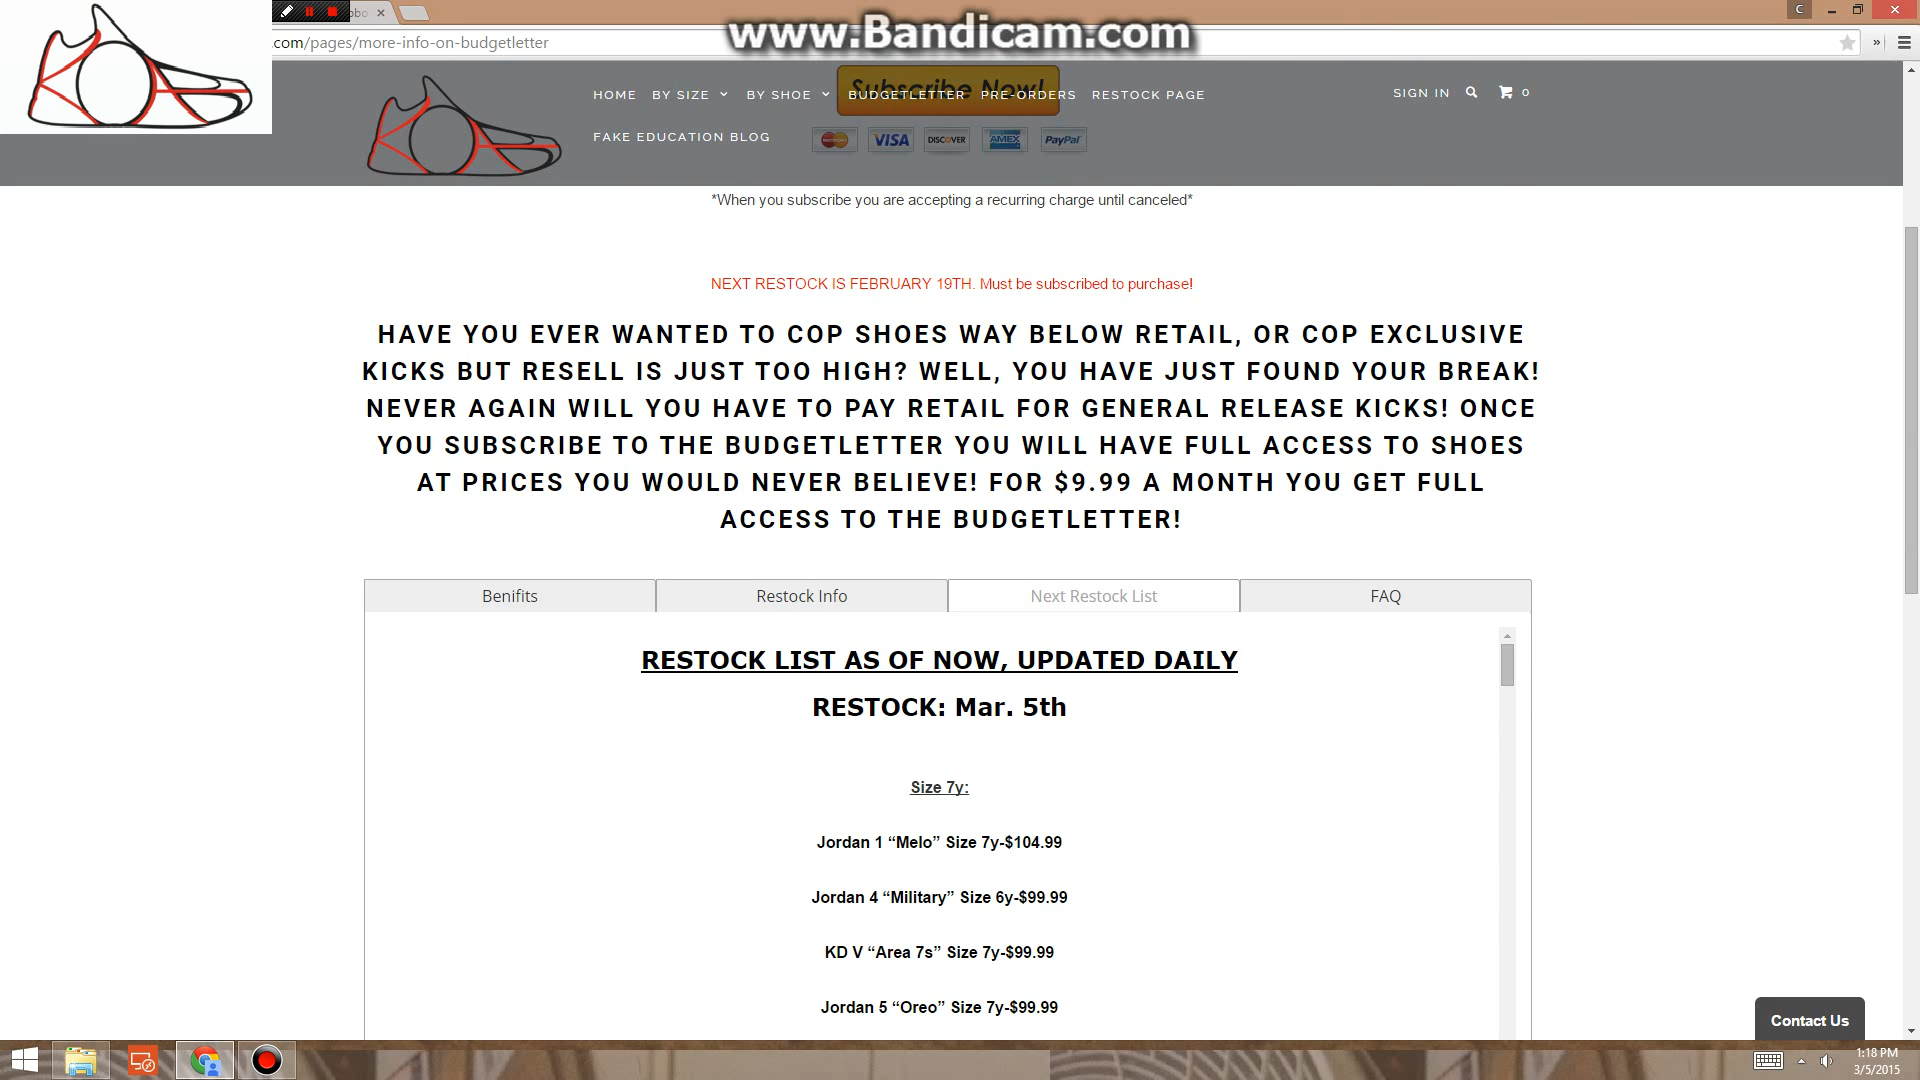 www.Bandicam.com
C
.com/pages/more-info-on-budgetletter
»
Subscribe Now!
HOME BY SIZE BY SHOE BUDGETLETTER PRE-ORDERS RESTOCK PAGE
SIGN IN 0
FAKE EDUCATION BLOG
MasterCard VISA DISCOVER AMEX PayPal
*When you subscribe you are accepting a recurring charge until canceled*
NEXT RESTOCK IS FEBRUARY 19TH. Must be subscribed to purchase!
HAVE YOU EVER WANTED TO COP SHOES WAY BELOW RETAIL, OR COP EXCLUSIVE
KICKS BUT RESELL IS JUST TOO HIGH? WELL, YOU HAVE JUST FOUND YOUR BREAK!
NEVER AGAIN WILL YOU HAVE TO PAY RETAIL FOR GENERAL RELEASE KICKS! ONCE
YOU SUBSCRIBE TO THE BUDGETLETTER YOU WILL HAVE FULL ACCESS TO SHOES
AT PRICES YOU WOULD NEVER BELIEVE! FOR $9.99 A MONTH YOU GET FULL
ACCESS TO THE BUDGETLETTER!
Benifits Restock Info Next Restock List FAQ
RESTOCK LIST AS OF NOW, UPDATED DAILY
RESTOCK: Mar. 5th
Size 7y:
Jordan 1 “Melo” Size 7y-$104.99
Jordan 4 “Military” Size 6y-$99.99
KD V “Area 7s” Size 7y-$99.99
Jordan 5 “Oreo” Size 7y-$99.99
Contact Us
1:18 PM
3/5/2015